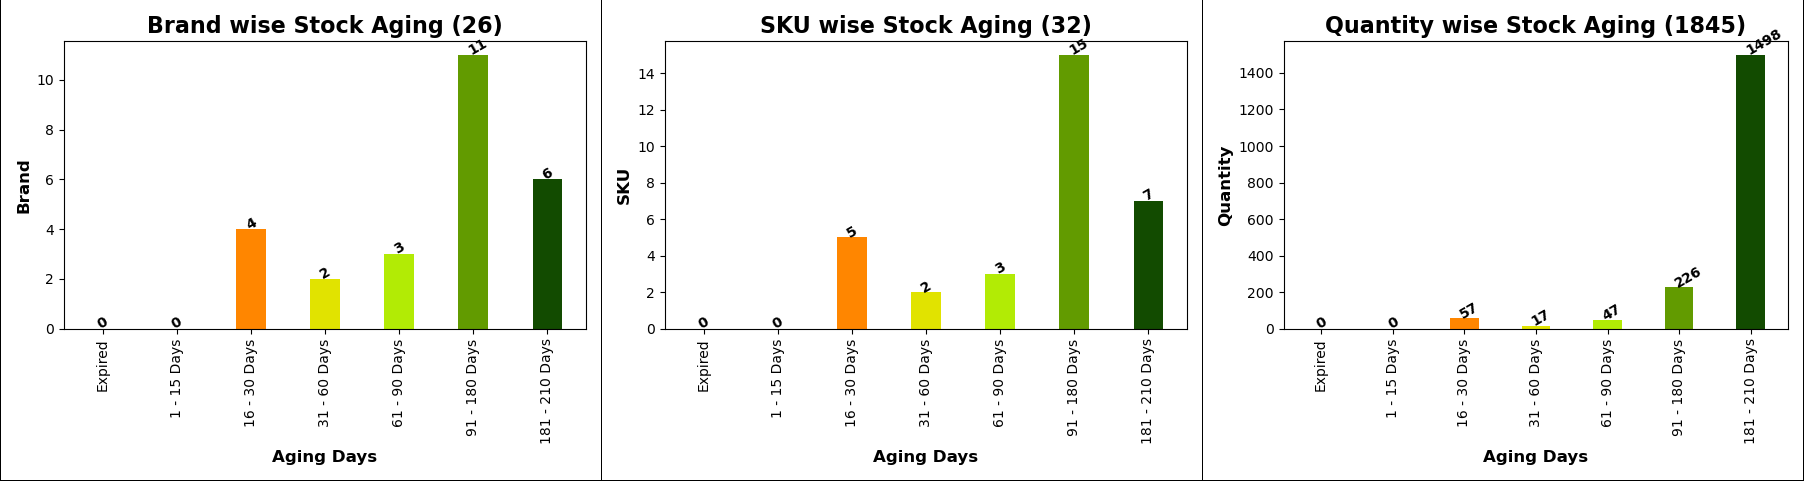 Brand wise Stock Aging (26)
Brand
10
8
6
4
2
0
0
0
4
2
3
11
6
Expired
1 - 15 Days
16 - 30 Days
31 - 60 Days
61 - 90 Days
91 - 180 Days
181 - 210 Days
Aging Days
SKU wise Stock Aging (32)
SKU
14
12
10
8
6
4
2
0
0
0
5
2
3
15
7
Expired
1 - 15 Days
16 - 30 Days
31 - 60 Days
61 - 90 Days
91 - 180 Days
181 - 210 Days
Aging Days
Quantity wise Stock Aging (1845)
Quantity
1400
1200
1000
800
600
400
200
0
0
0
57
17
47
226
1498
Expired
1 - 15 Days
16 - 30 Days
31 - 60 Days
61 - 90 Days
91 - 180 Days
181 - 210 Days
Aging Days